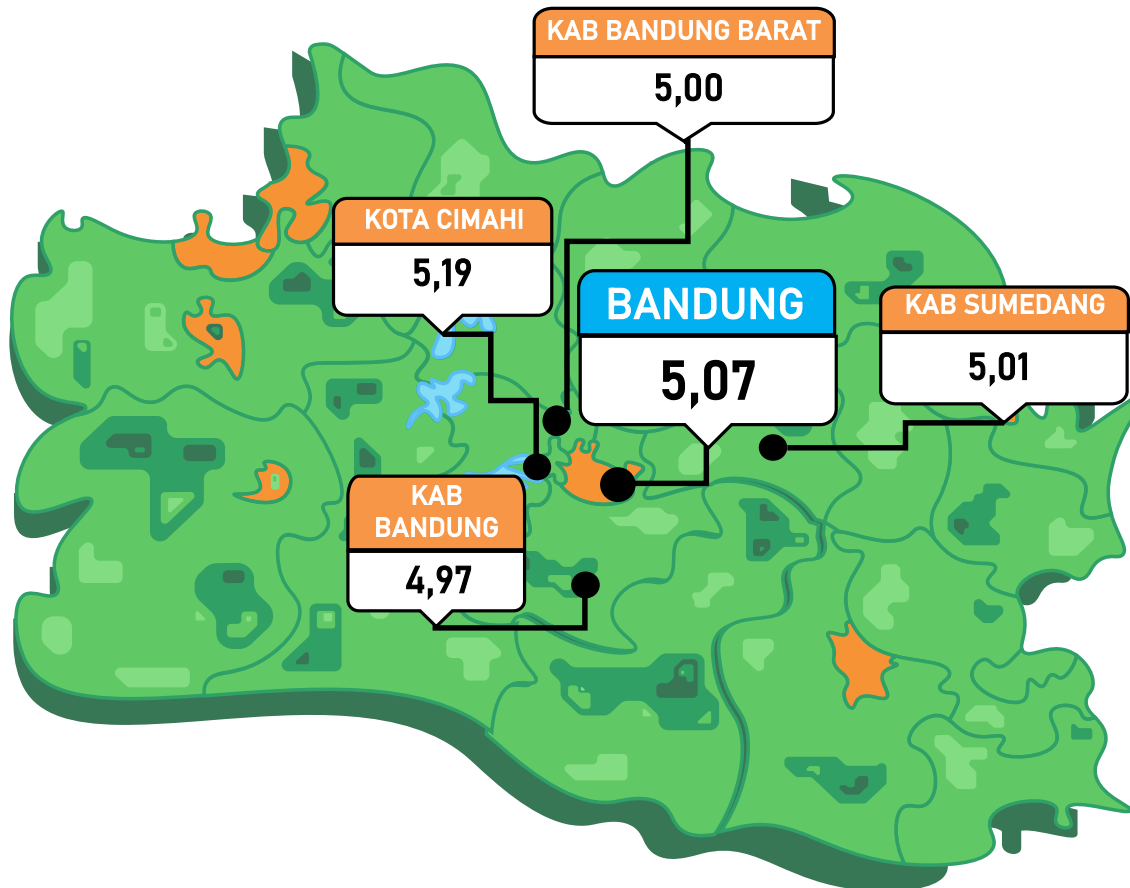 KAB BANDUNG BARAT
5,00
KOTA CIMAHI
5,19
BANDUNG
5,07
KAB SUMEDANG
5,01
KAB
BANDUNG
4,97